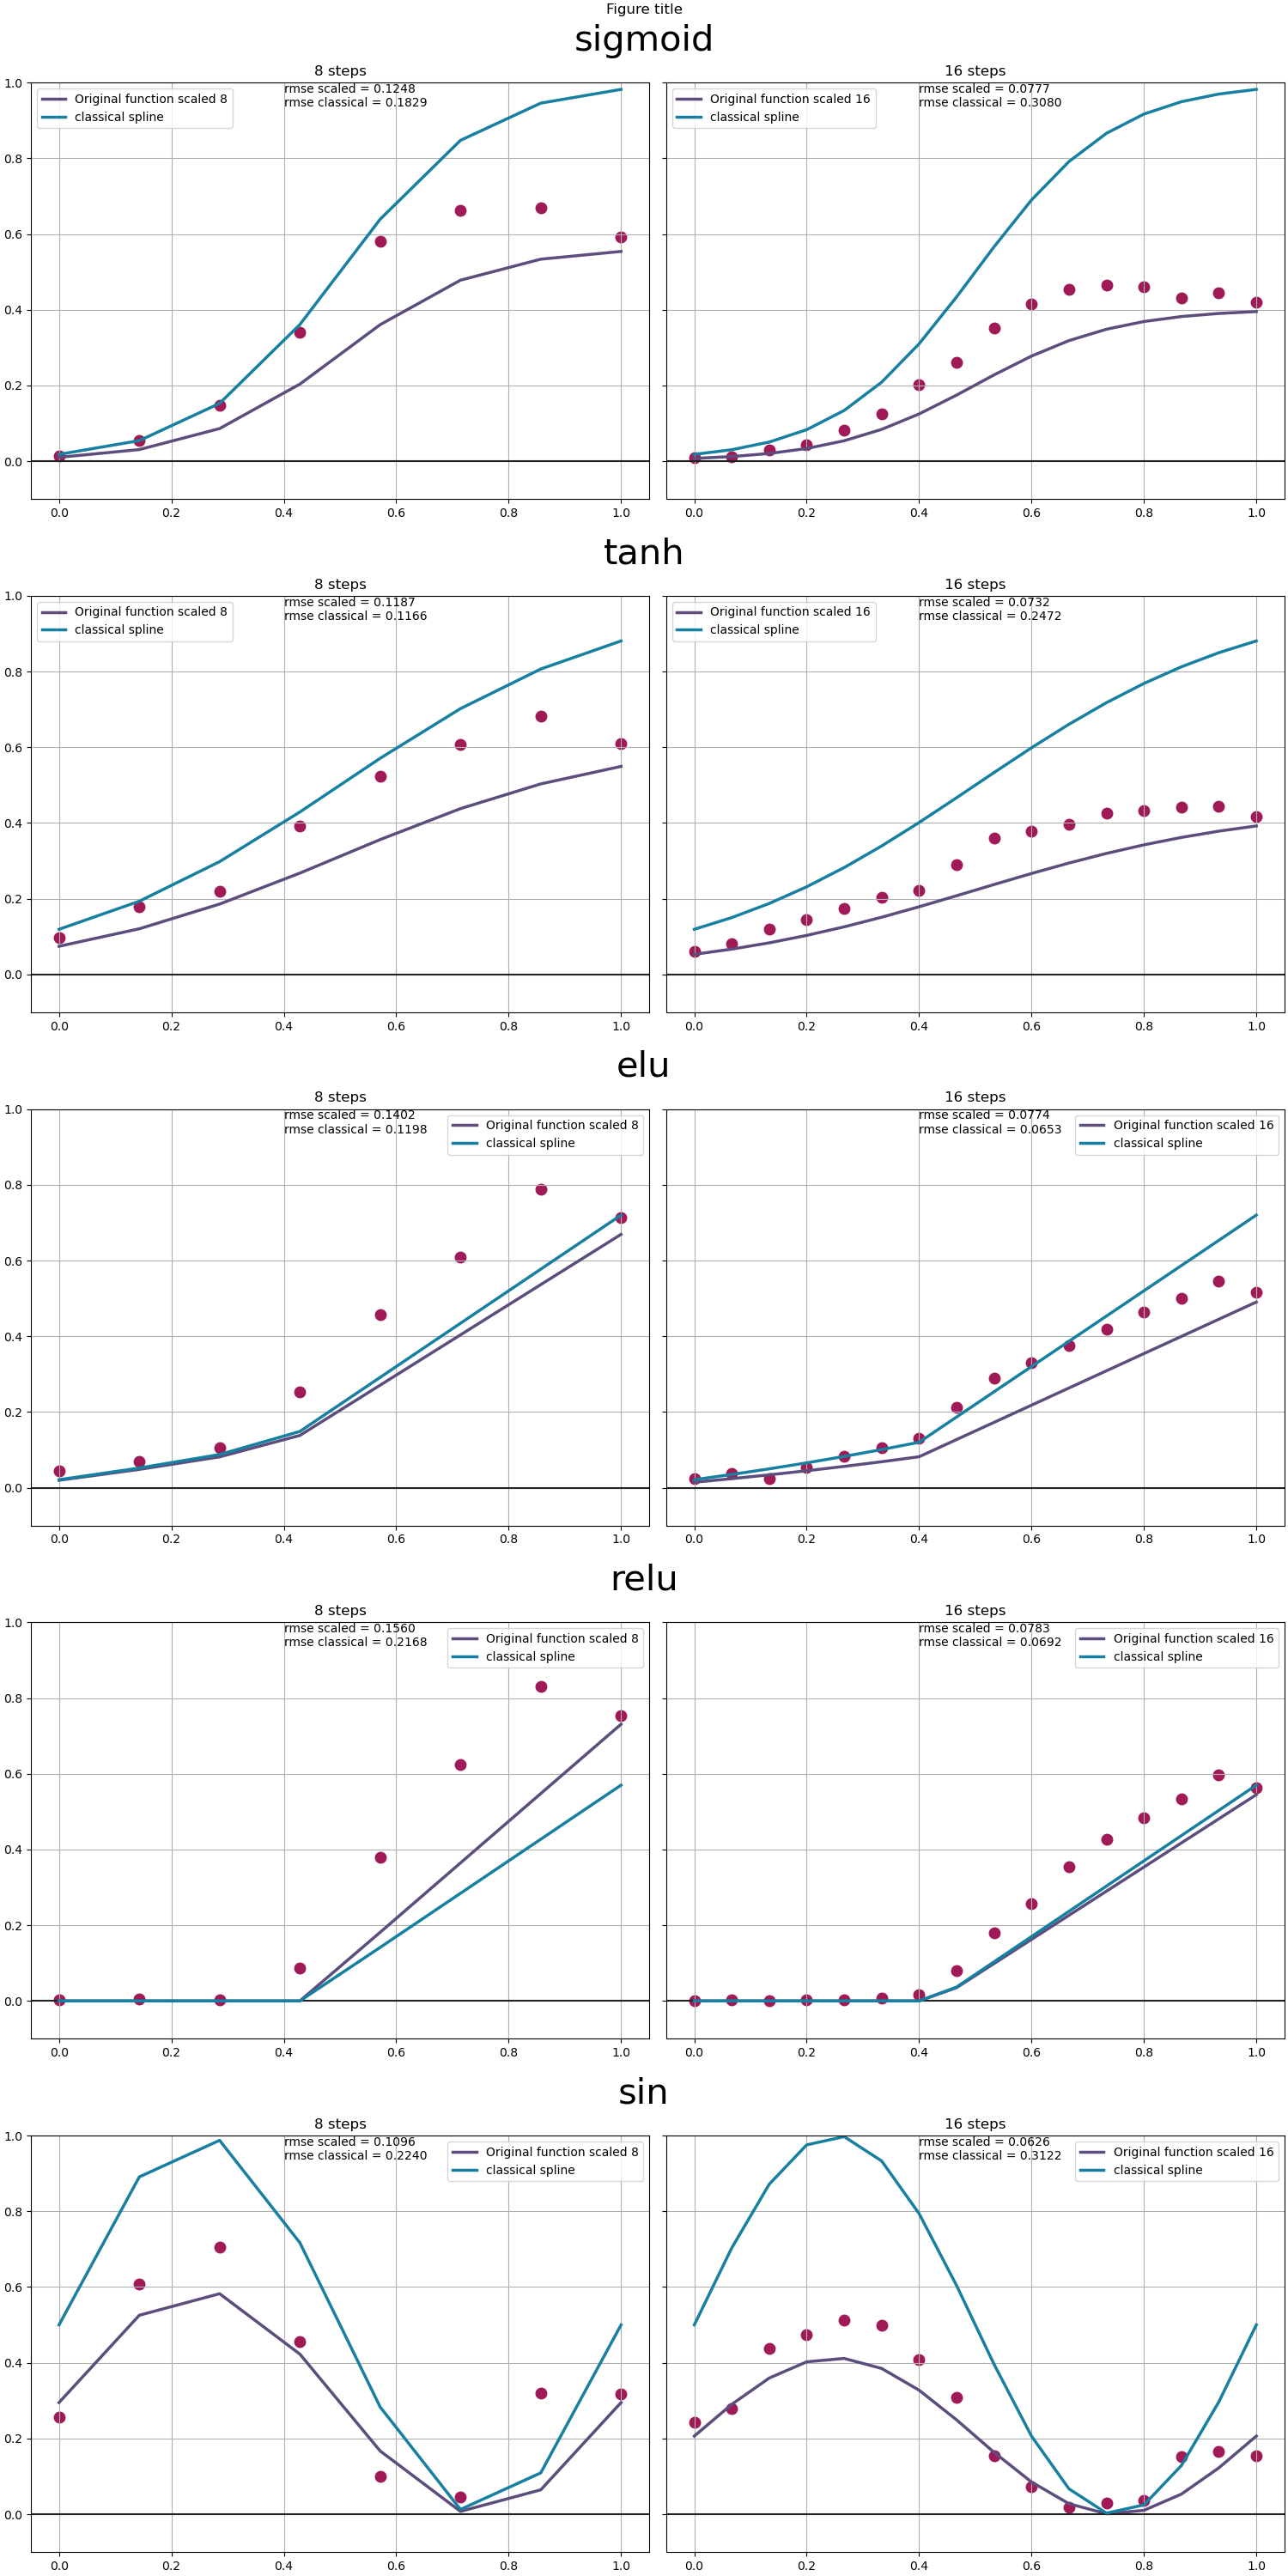 Figure title
sigmoid
8 steps
rmse scaled = 0.1248
rmse classical = 0.1829
Original function scaled 8
classical spline
1.0
0.8
0.6
0.4
0.2
0.0
0.0 0.2 0.4 0.6 0.8 1.0
16 steps
rmse scaled = 0.0777
rmse classical = 0.3080
Original function scaled 16
classical spline
0.0 0.2 0.4 0.6 0.8 1.0
tanh
8 steps
rmse scaled = 0.1187
rmse classical = 0.1166
Original function scaled 8
classical spline
1.0
0.8
0.6
0.4
0.2
0.0
0.0 0.2 0.4 0.6 0.8 1.0
16 steps
rmse scaled = 0.0732
rmse classical = 0.2472
Original function scaled 16
classical spline
0.0 0.2 0.4 0.6 0.8 1.0
elu
8 steps
rmse scaled = 0.1402
rmse classical = 0.1198
Original function scaled 8
classical spline
1.0
0.8
0.6
0.4
0.2
0.0
0.0 0.2 0.4 0.6 0.8 1.0
16 steps
rmse scaled = 0.0774
rmse classical = 0.0653
Original function scaled 16
classical spline
0.0 0.2 0.4 0.6 0.8 1.0
relu
8 steps
rmse scaled = 0.1560
rmse classical = 0.2168
Original function scaled 8
classical spline
1.0
0.8
0.6
0.4
0.2
0.0
0.0 0.2 0.4 0.6 0.8 1.0
16 steps
rmse scaled = 0.0783
rmse classical = 0.0692
Original function scaled 16
classical spline
0.0 0.2 0.4 0.6 0.8 1.0
sin
8 steps
rmse scaled = 0.1096
rmse classical = 0.2240
Original function scaled 8
classical spline
1.0
0.8
0.6
0.4
0.2
0.0
0.0 0.2 0.4 0.6 0.8 1.0
16 steps
rmse scaled = 0.0626
rmse classical = 0.3122
Original function scaled 16
classical spline
0.0 0.2 0.4 0.6 0.8 1.0